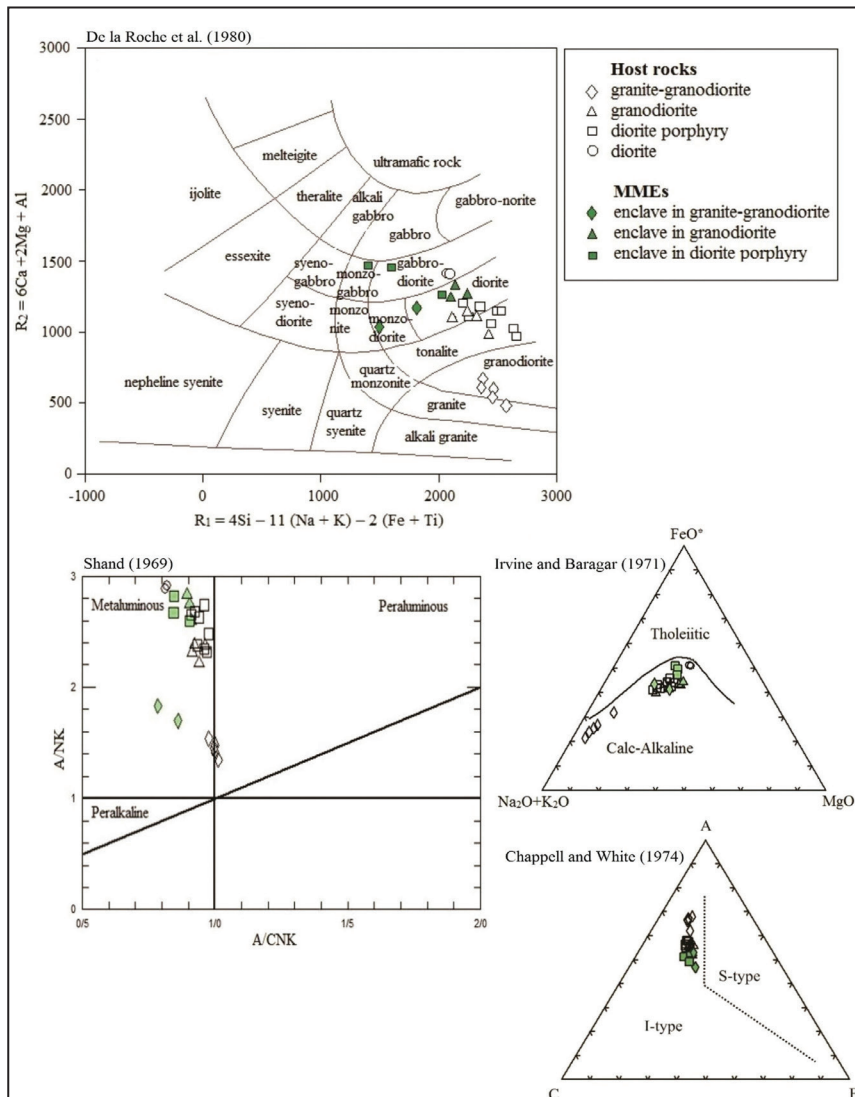 De la Roche et al. (1980)
3000
2500
2000
1500
1000
500
0
-1000
0
1000
2000
3000
R₂ = 6Ca +2Mg + Al
R₁ = 4Si − 11 (Na + K) − 2 (Fe + Ti)
melteigite
ultramafic rock
ijolite
theralite
alkali
gabbro
gabbro-norite
gabbro
essexite
syeno-
gabbro
monzo-
gabbro
gabbro-
diorite
diorite
syeno-
diorite
monzo
nite
monzo-
diorite
tonalite
granodiorite
nepheline syenite
quartz
monzonite
syenite
quartz
syenite
granite
alkali granite
Host rocks
granite-granodiorite
granodiorite
diorite porphyry
diorite
MMEs
enclave in granite-granodiorite
enclave in granodiorite
enclave in diorite porphyry
Shand (1969)
3
2
1
0
Metaluminous
Peraluminous
Peralkaline
A/NK
0/5
1/0
1/5
2/0
A/CNK
Irvine and Baragar (1971)
FeO*
Tholeiitic
Calc-Alkaline
Na₂O+K₂O
MgO
Chappell and White (1974)
A
S-type
I-type
C